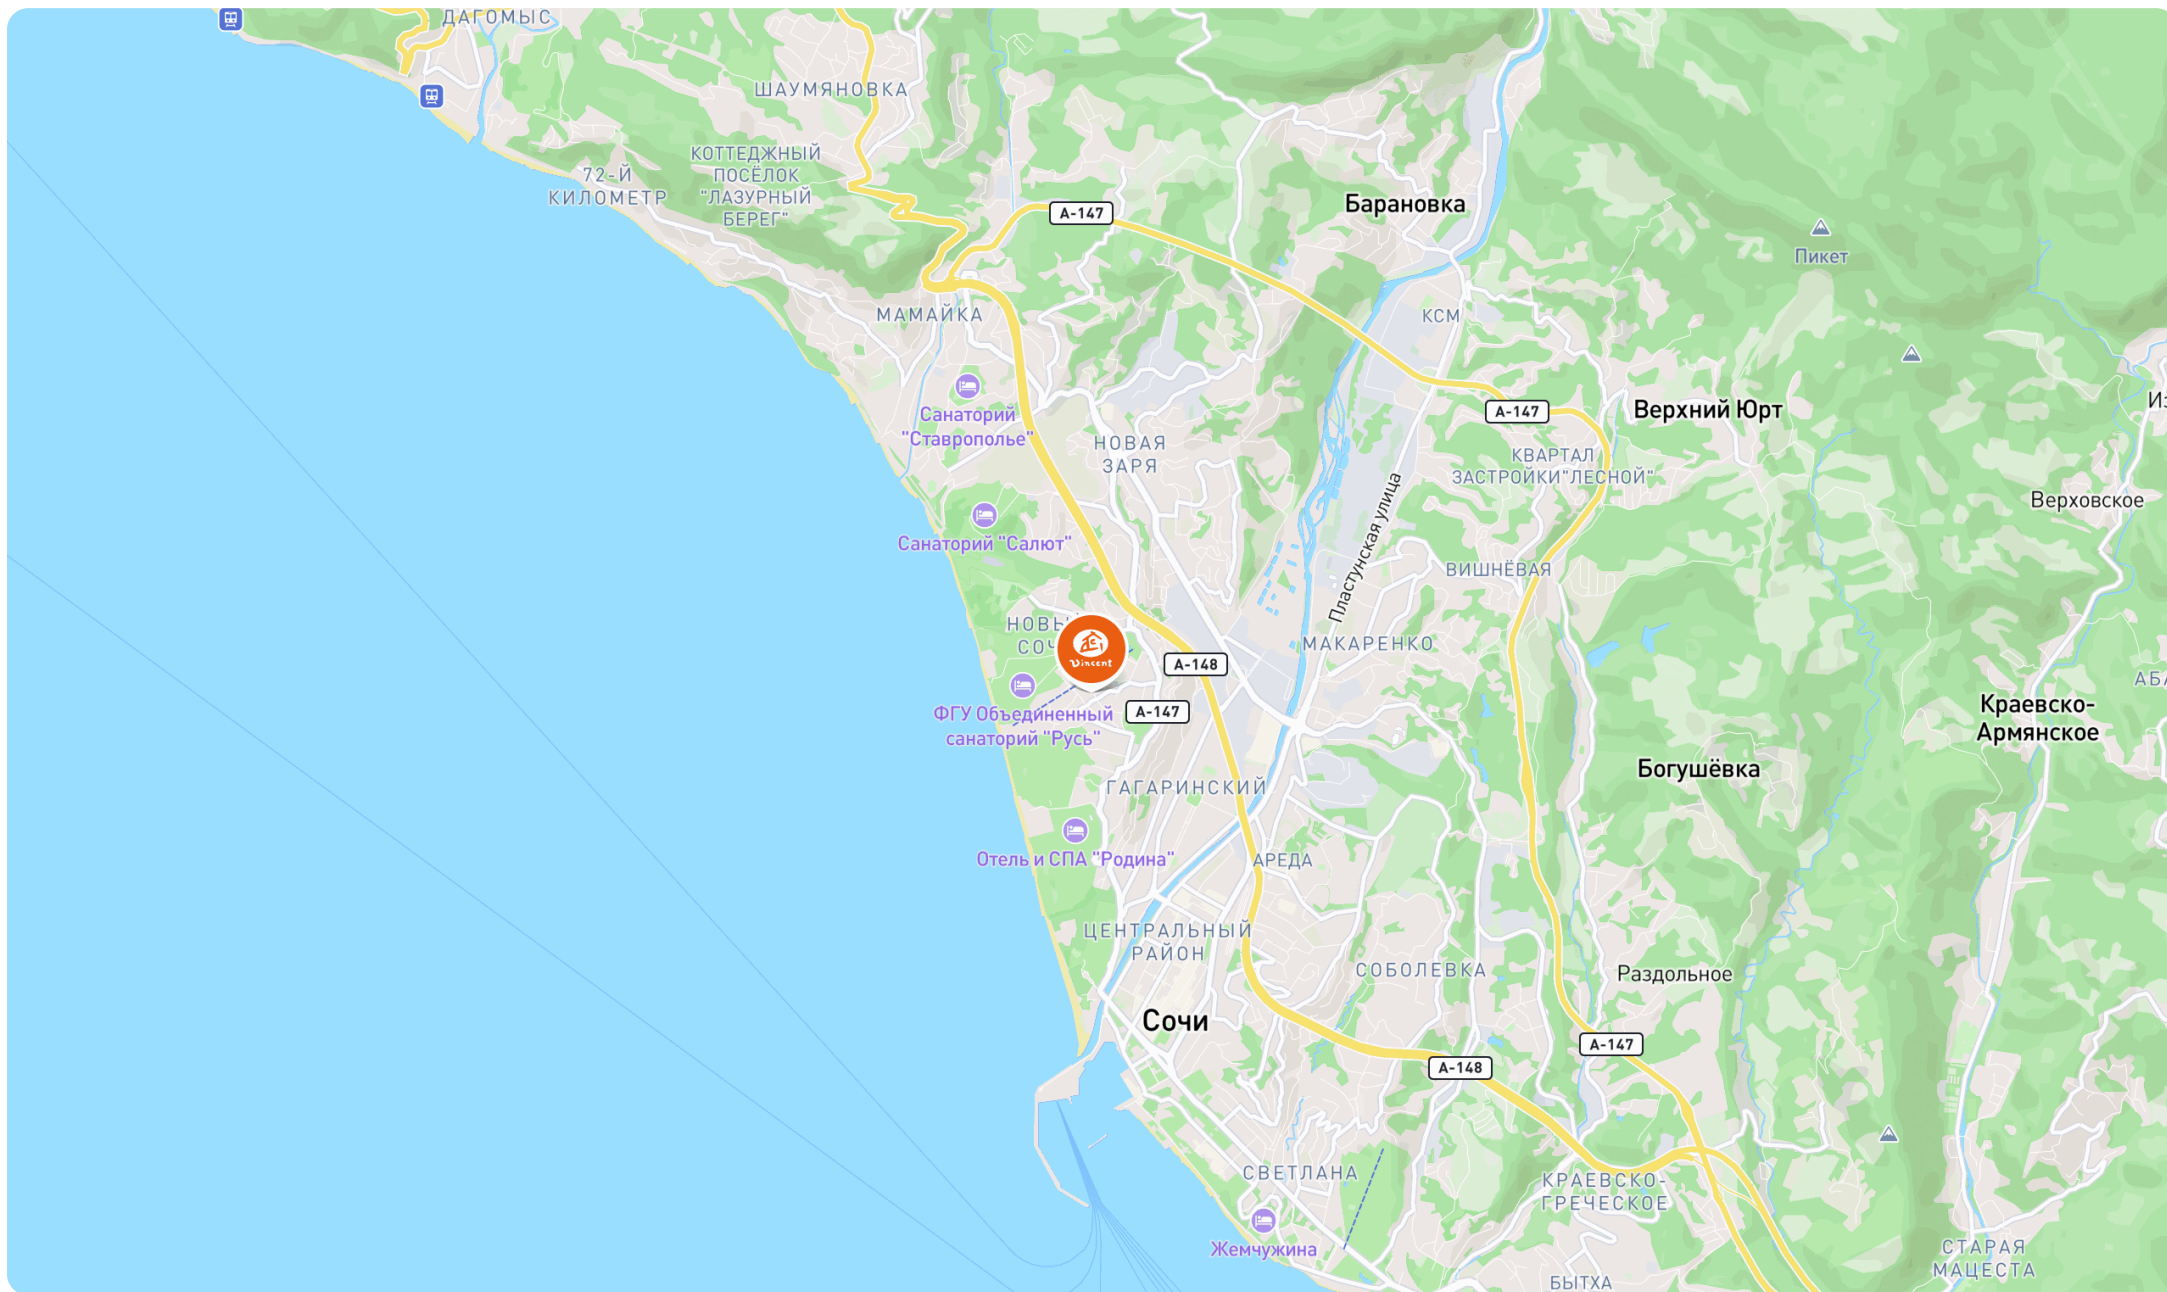 ДАГОМЫС
ШАУМЯНОВКА
КОТТЕДЖНЫЙ
ПОСЁЛОК
"ЛАЗУРНЫЙ
БЕРЕГ"
72-Й
КИЛОМЕТР
А-147
Барановка
Пикет
МАМАЙКА
КСМ
Санаторий
"Ставрополье"
А-147
Верхний Юрт
НОВАЯ
ЗАРЯ
КВАРТАЛ
ЗАСТРОЙКИ"ЛЕСНОЙ"
Верховское
Санаторий "Салют"
Пластунская улица
ВИШНЁВАЯ
Vincent
МАКАРЕНКО
А-148
А-147
ФГУ Объединенный
санаторий "Русь"
Краевско-
Армянское
Богушёвка
ГАГАРИНСКИЙ
Отель и СПА "Родина"
АРЕДА
ЦЕНТРАЛЬНЫЙ
РАЙОН
СОБОЛЕВКА
Раздольное
Сочи
А-147
А-148
СВЕТЛАНА
КРАЕВСКО-
ГРЕЧЕСКОЕ
Жемчужина
СТАРАЯ
МАЦЕСТА
БЫТХА